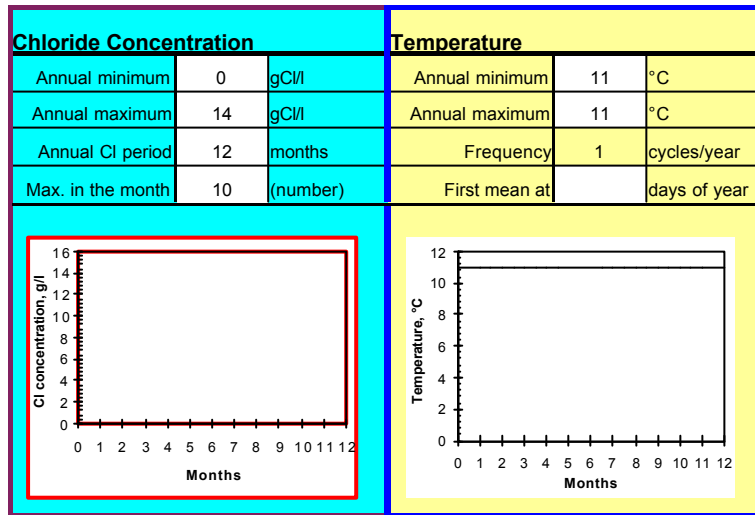 Chloride Concentration
Annual minimum 0 gCl/l
Annual maximum 14 gCl/l
Annual Cl period 12 months
Max. in the month 10 (number)
Temperature
Annual minimum 11 °C
Annual maximum 11 °C
Frequency 1 cycles/year
First mean at days of year
Cl concentration, g/l
16
14
12
10
8
6
4
2
0
0 1 2 3 4 5 6 7 8 9 10 11 12
Months
Temperature, °C
12
10
8
6
4
2
0
0 1 2 3 4 5 6 7 8 9 10 11 12
Months